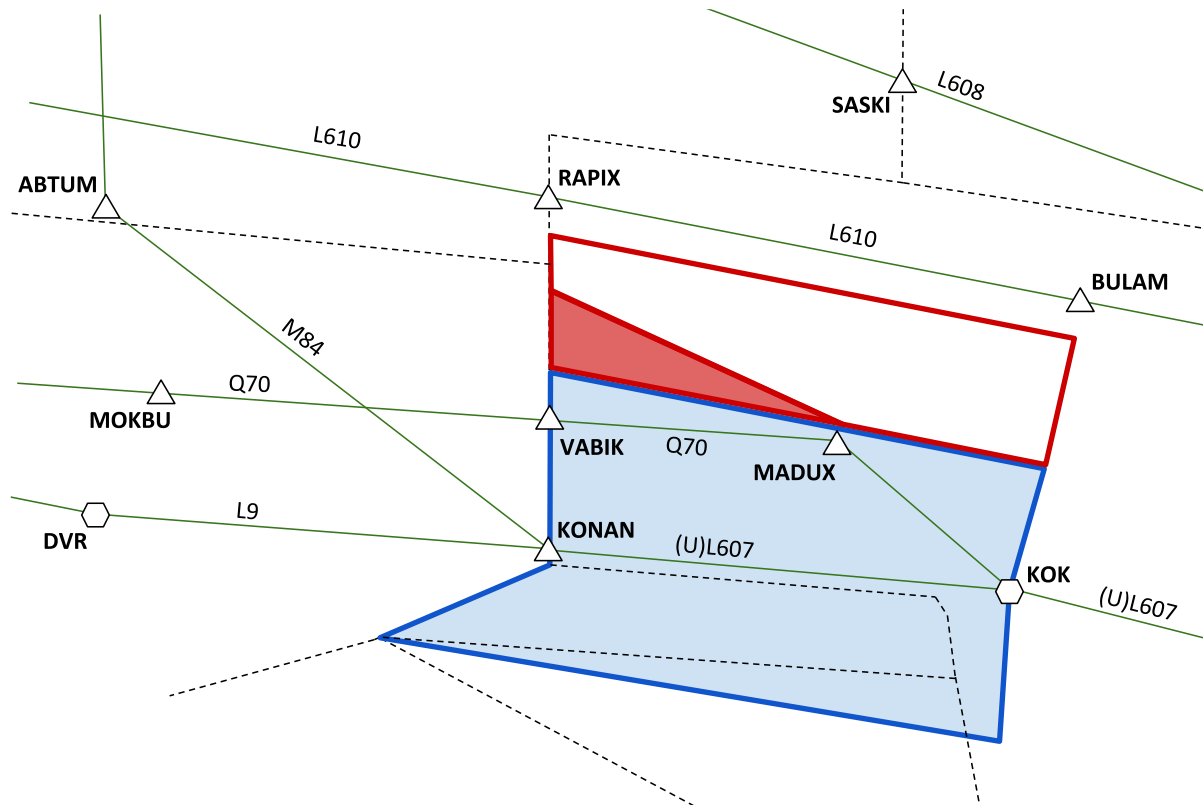 L608
SASKI
L610
RAPIX
ABTUM
L610
BULAM
M84
Q70
MOKBU
VABIK
Q70
MADUX
L9
DVR
KONAN
(U)L607
KOK
(U)L607